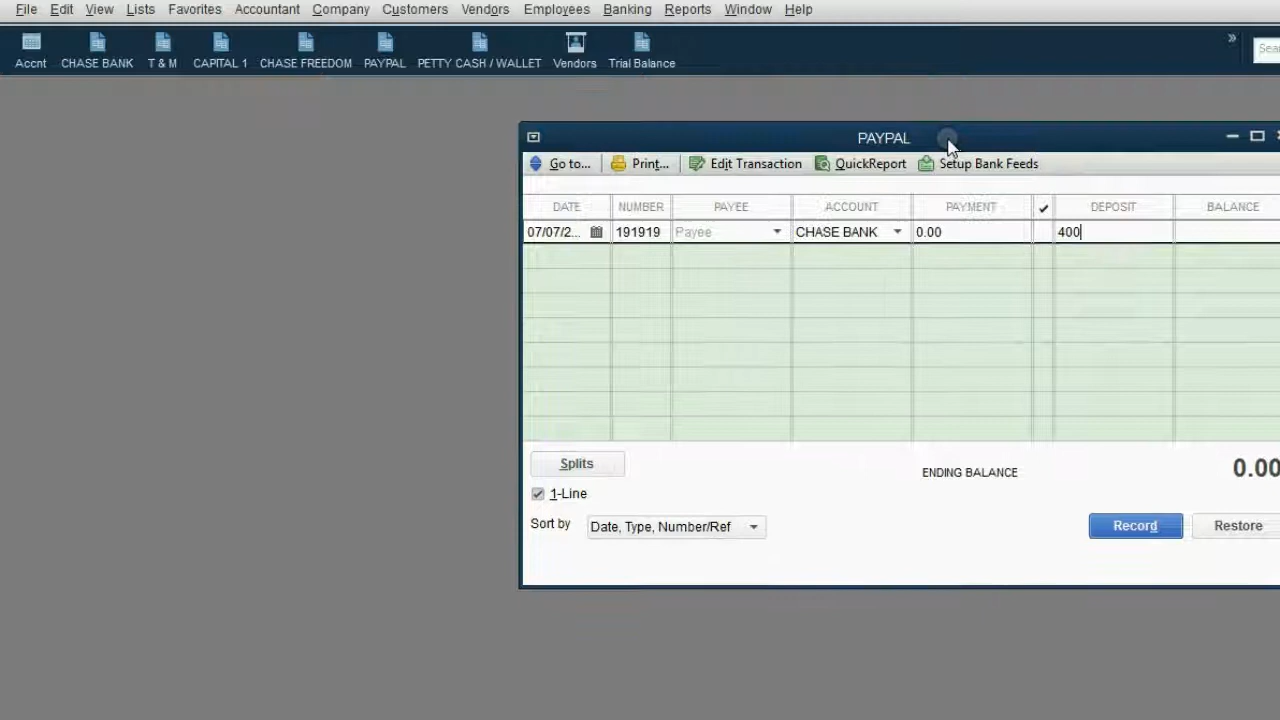 File Edit View Lists Favorites Accountant Company Customers Vendors Employees Banking Reports Window Help
Accnt CHASE BANK T & M CAPITAL 1 CHASE FREEDOM PAYPAL PETTY CASH / WALLET Vendors Trial Balance » Sea
PAYPAL
Go to... Print... Edit Transaction QuickReport Setup Bank Feeds
DATE NUMBER PAYEE ACCOUNT PAYMENT ✓ DEPOSIT BALANCE
07/07/2... 191919 Payee CHASE BANK 0.00 400
Splits ENDING BALANCE 0.00
1-Line
Sort by Date, Type, Number/Ref Record Restore